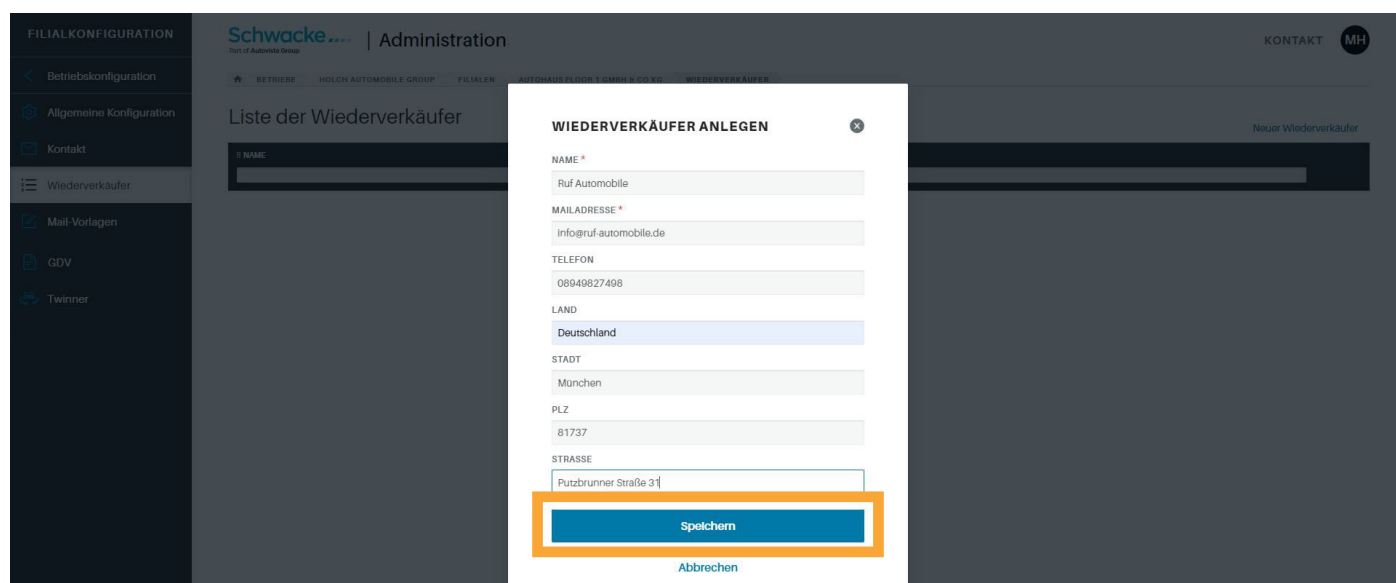 FILIALKONFIGURATION
Betriebskonfiguration
Allgemeine Konfiguration
Kontakt
Wiederverkäufer
Mail-Vorlagen
GDV
Twinner
Schwacke
Part of Autovista Group
| Administration
KONTAKT MH
BETRIEBE HOLCH AUTOMOBILE GROUP FILIALEN AUTOHAUS FLOOR 1 GMBH & CO KG WIEDERVERKÄUFER
Liste der Wiederverkäufer
Neuer Wiederverkäufer
NAME
WIEDERVERKÄUFER ANLEGEN
NAME *
Ruf Automobile
MAILADRESSE *
info@ruf-automobile.de
TELEFON
08949827498
LAND
Deutschland
STADT
München
PLZ
81737
STRASSE
Putzbrunner Straße 31
Speichern
Abbrechen